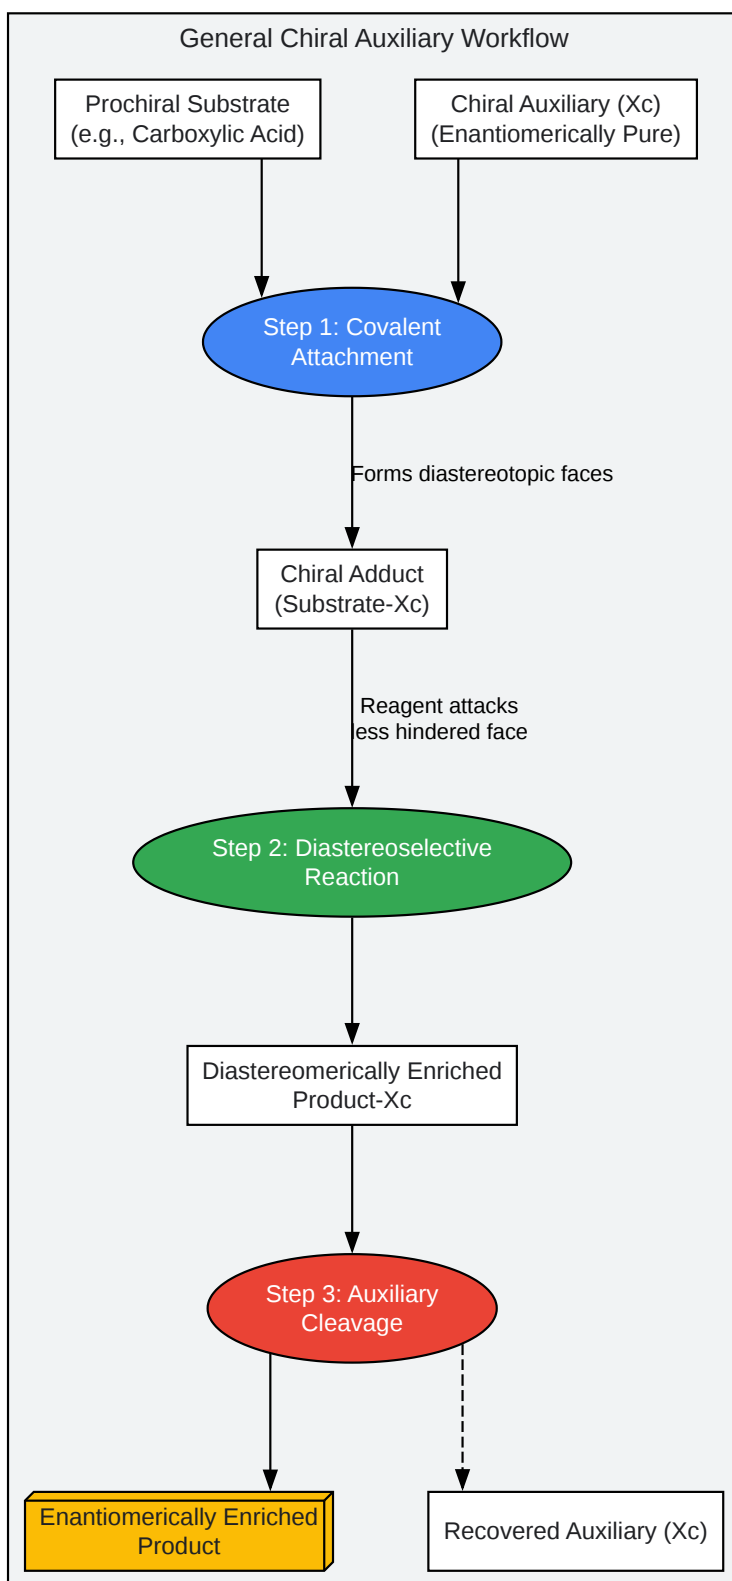 General Chiral Auxiliary Workflow
Prochiral Substrate
(e.g., Carboxylic Acid)
Chiral Auxiliary (Xc)
(Enantiomerically Pure)
Step 1: Covalent
Attachment
Forms diastereotopic faces
Chiral Adduct
(Substrate-Xc)
Reagent attacks
less hindered face
Step 2: Diastereoselective
Reaction
Diastereomerically Enriched
Product-Xc
Step 3: Auxiliary
Cleavage
Enantiomerically Enriched
Product
Recovered Auxiliary (Xc)